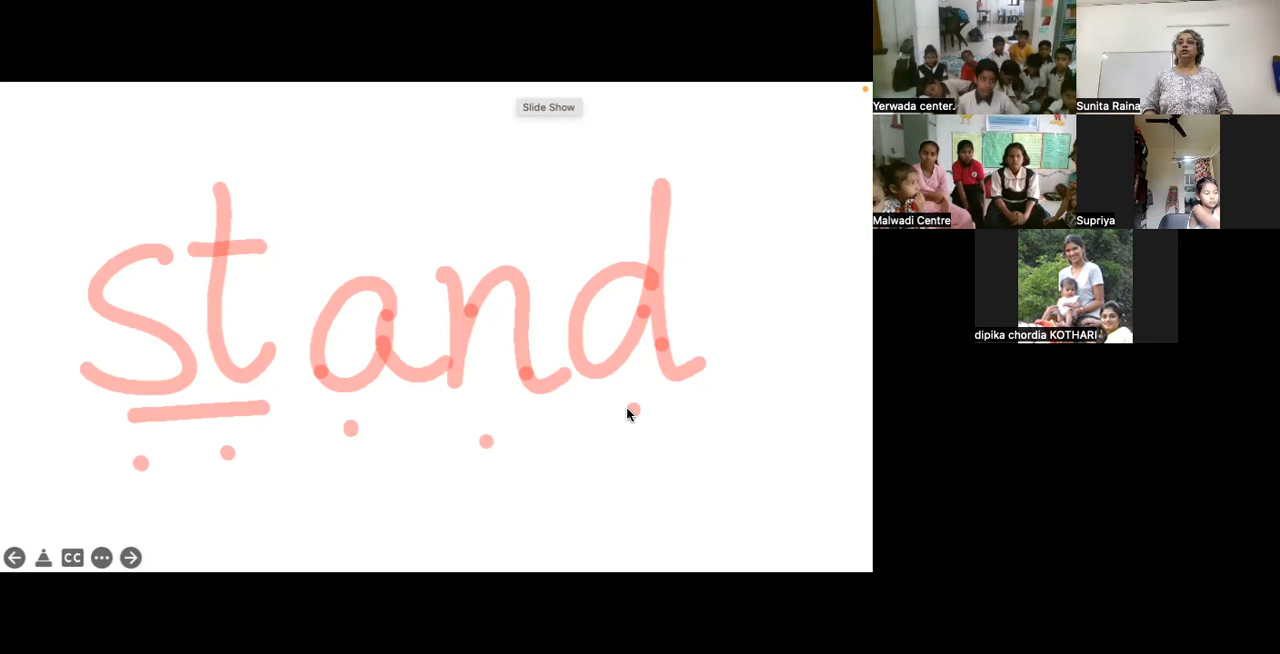 Slide Show
stand
CC
Yerwada center.
Sunita Raina
Malwadi Centre
Supriya
dipika chordia KOTHARI